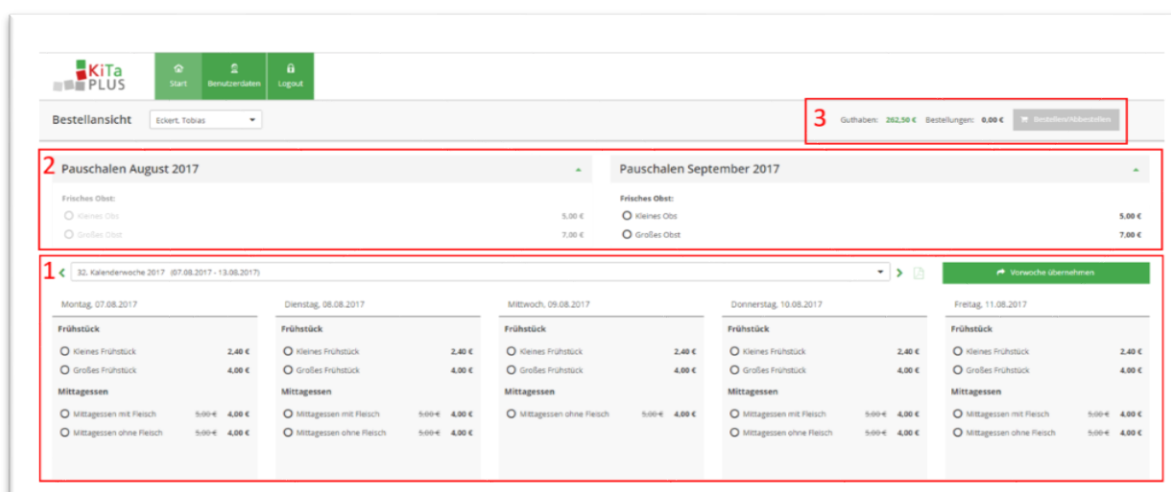 KiTa
PLUS
Start Benutzerdaten Logout
Bestellansicht Eckert, Tobias
3 Guthaben: 262,50 € Bestellungen: 0,00 € Bestellen/Abbestellen
2 Pauschalen August 2017 Pauschalen September 2017
Frisches Obst: Frisches Obst:
Kleines Obs 5,00 € Kleines Obs 5,00 €
Großes Obst 7,00 € Großes Obst 7,00 €
1 32. Kalenderwoche 2017 (07.08.2017 - 13.08.2017) Vorwoche übernehmen
Montag, 07.08.2017 Dienstag, 08.08.2017 Mittwoch, 09.08.2017 Donnerstag, 10.08.2017 Freitag, 11.08.2017
Frühstück Frühstück Frühstück Frühstück Frühstück
Kleines Frühstück 2,40 € Kleines Frühstück 2,40 € Kleines Frühstück 2,40 € Kleines Frühstück 2,40 € Kleines Frühstück 2,40 €
Großes Frühstück 4,00 € Großes Frühstück 4,00 € Großes Frühstück 4,00 € Großes Frühstück 4,00 € Großes Frühstück 4,00 €
Mittagessen Mittagessen Mittagessen Mittagessen Mittagessen
Mittagessen mit Fleisch 5,00 € 4,00 € Mittagessen mit Fleisch 5,00 € 4,00 € Mittagessen ohne Fleisch 5,00 € 4,00 € Mittagessen mit Fleisch 5,00 € 4,00 € Mittagessen mit Fleisch 5,00 € 4,00 €
Mittagessen ohne Fleisch 5,00 € 4,00 € Mittagessen ohne Fleisch 5,00 € 4,00 € Mittagessen ohne Fleisch 5,00 € 4,00 € Mittagessen ohne Fleisch 5,00 € 4,00 €